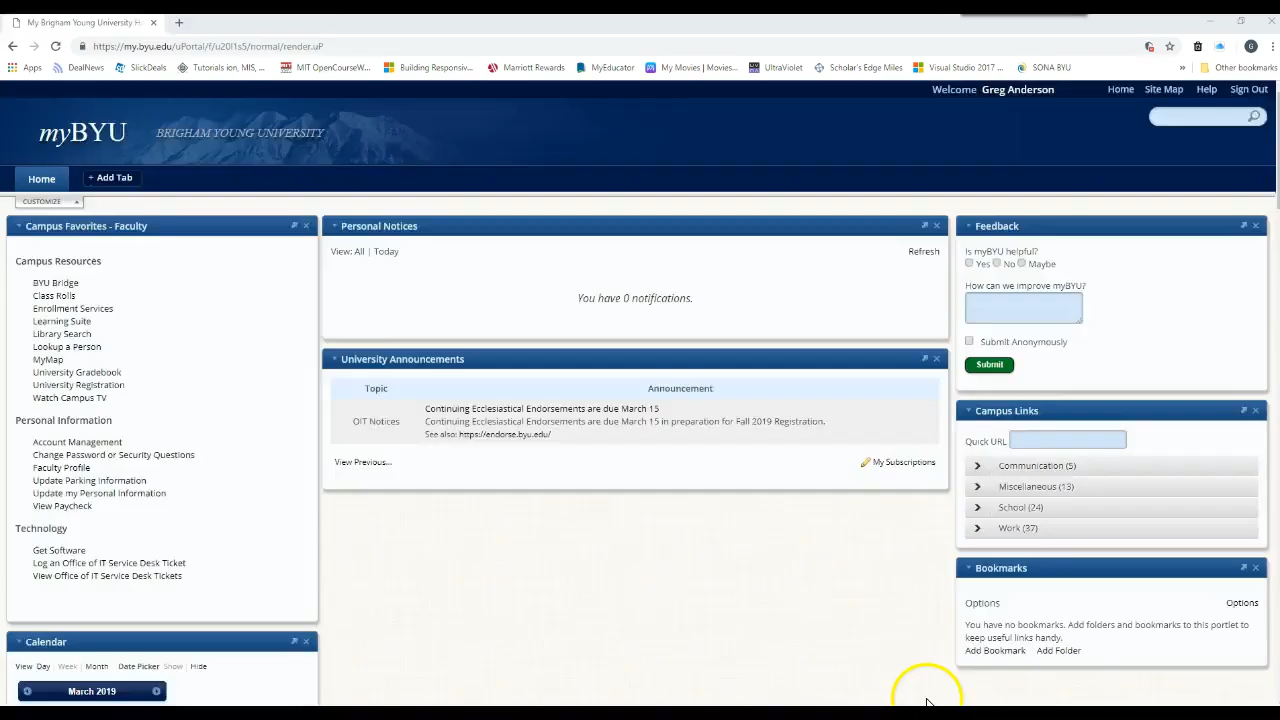 My Brigham Young University H
https://my.byu.edu/uPortal/f/u20l1s5/normal/render.uP
Apps DealNews SlickDeals Tutorials ion, MIS, ... MIT OpenCourseW... Building Responsiv... Marriott Rewards MyEducator My Movies | Movies... UltraViolet Scholar's Edge Miles Visual Studio 2017 ... SONA BYU » Other bookmarks
Welcome Greg Anderson Home Site Map Help Sign Out
myBYU BRIGHAM YOUNG UNIVERSITY
Home + Add Tab
CUSTOMIZE
Campus Favorites - Faculty
Campus Resources
BYU Bridge
Class Rolls
Enrollment Services
Learning Suite
Library Search
Lookup a Person
MyMap
University Gradebook
University Registration
Watch Campus TV
Personal Information
Account Management
Change Password or Security Questions
Faculty Profile
Update Parking Information
Update my Personal Information
View Paycheck
Technology
Get Software
Log an Office of IT Service Desk Ticket
View Office of IT Service Desk Tickets
Calendar
View Day Week Month Date Picker Show Hide
March 2019
Personal Notices
View: All | Today Refresh
You have 0 notifications.
University Announcements
Topic Announcement
OIT Notices
Continuing Ecclesiastical Endorsements are due March 15
Continuing Ecclesiastical Endorsements are due March 15 in preparation for Fall 2019 Registration.
See also: https://endorse.byu.edu/
View Previous... My Subscriptions
Feedback
Is myBYU helpful?
Yes No Maybe
How can we improve myBYU?
Submit Anonymously
Submit
Campus Links
Quick URL
Communication (5)
Miscellaneous (13)
School (24)
Work (37)
Bookmarks
Options Options
You have no bookmarks. Add folders and bookmarks to this portlet to
keep useful links handy.
Add Bookmark Add Folder